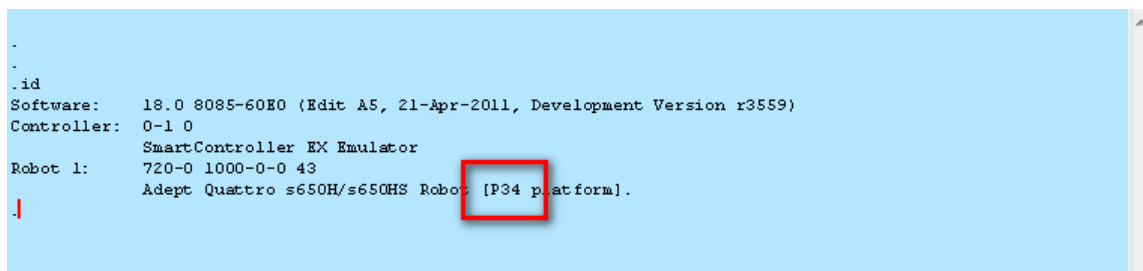 .
.
.id
Software: 18.0 8085-60E0 (Edit A5, 21-Apr-2011, Development Version r3559)
Controller: 0-1 0
SmartController EX Emulator
Robot 1: 720-0 1000-0-0 43
Adept Quattro s650H/s650HS Robot [P34 platform].
.